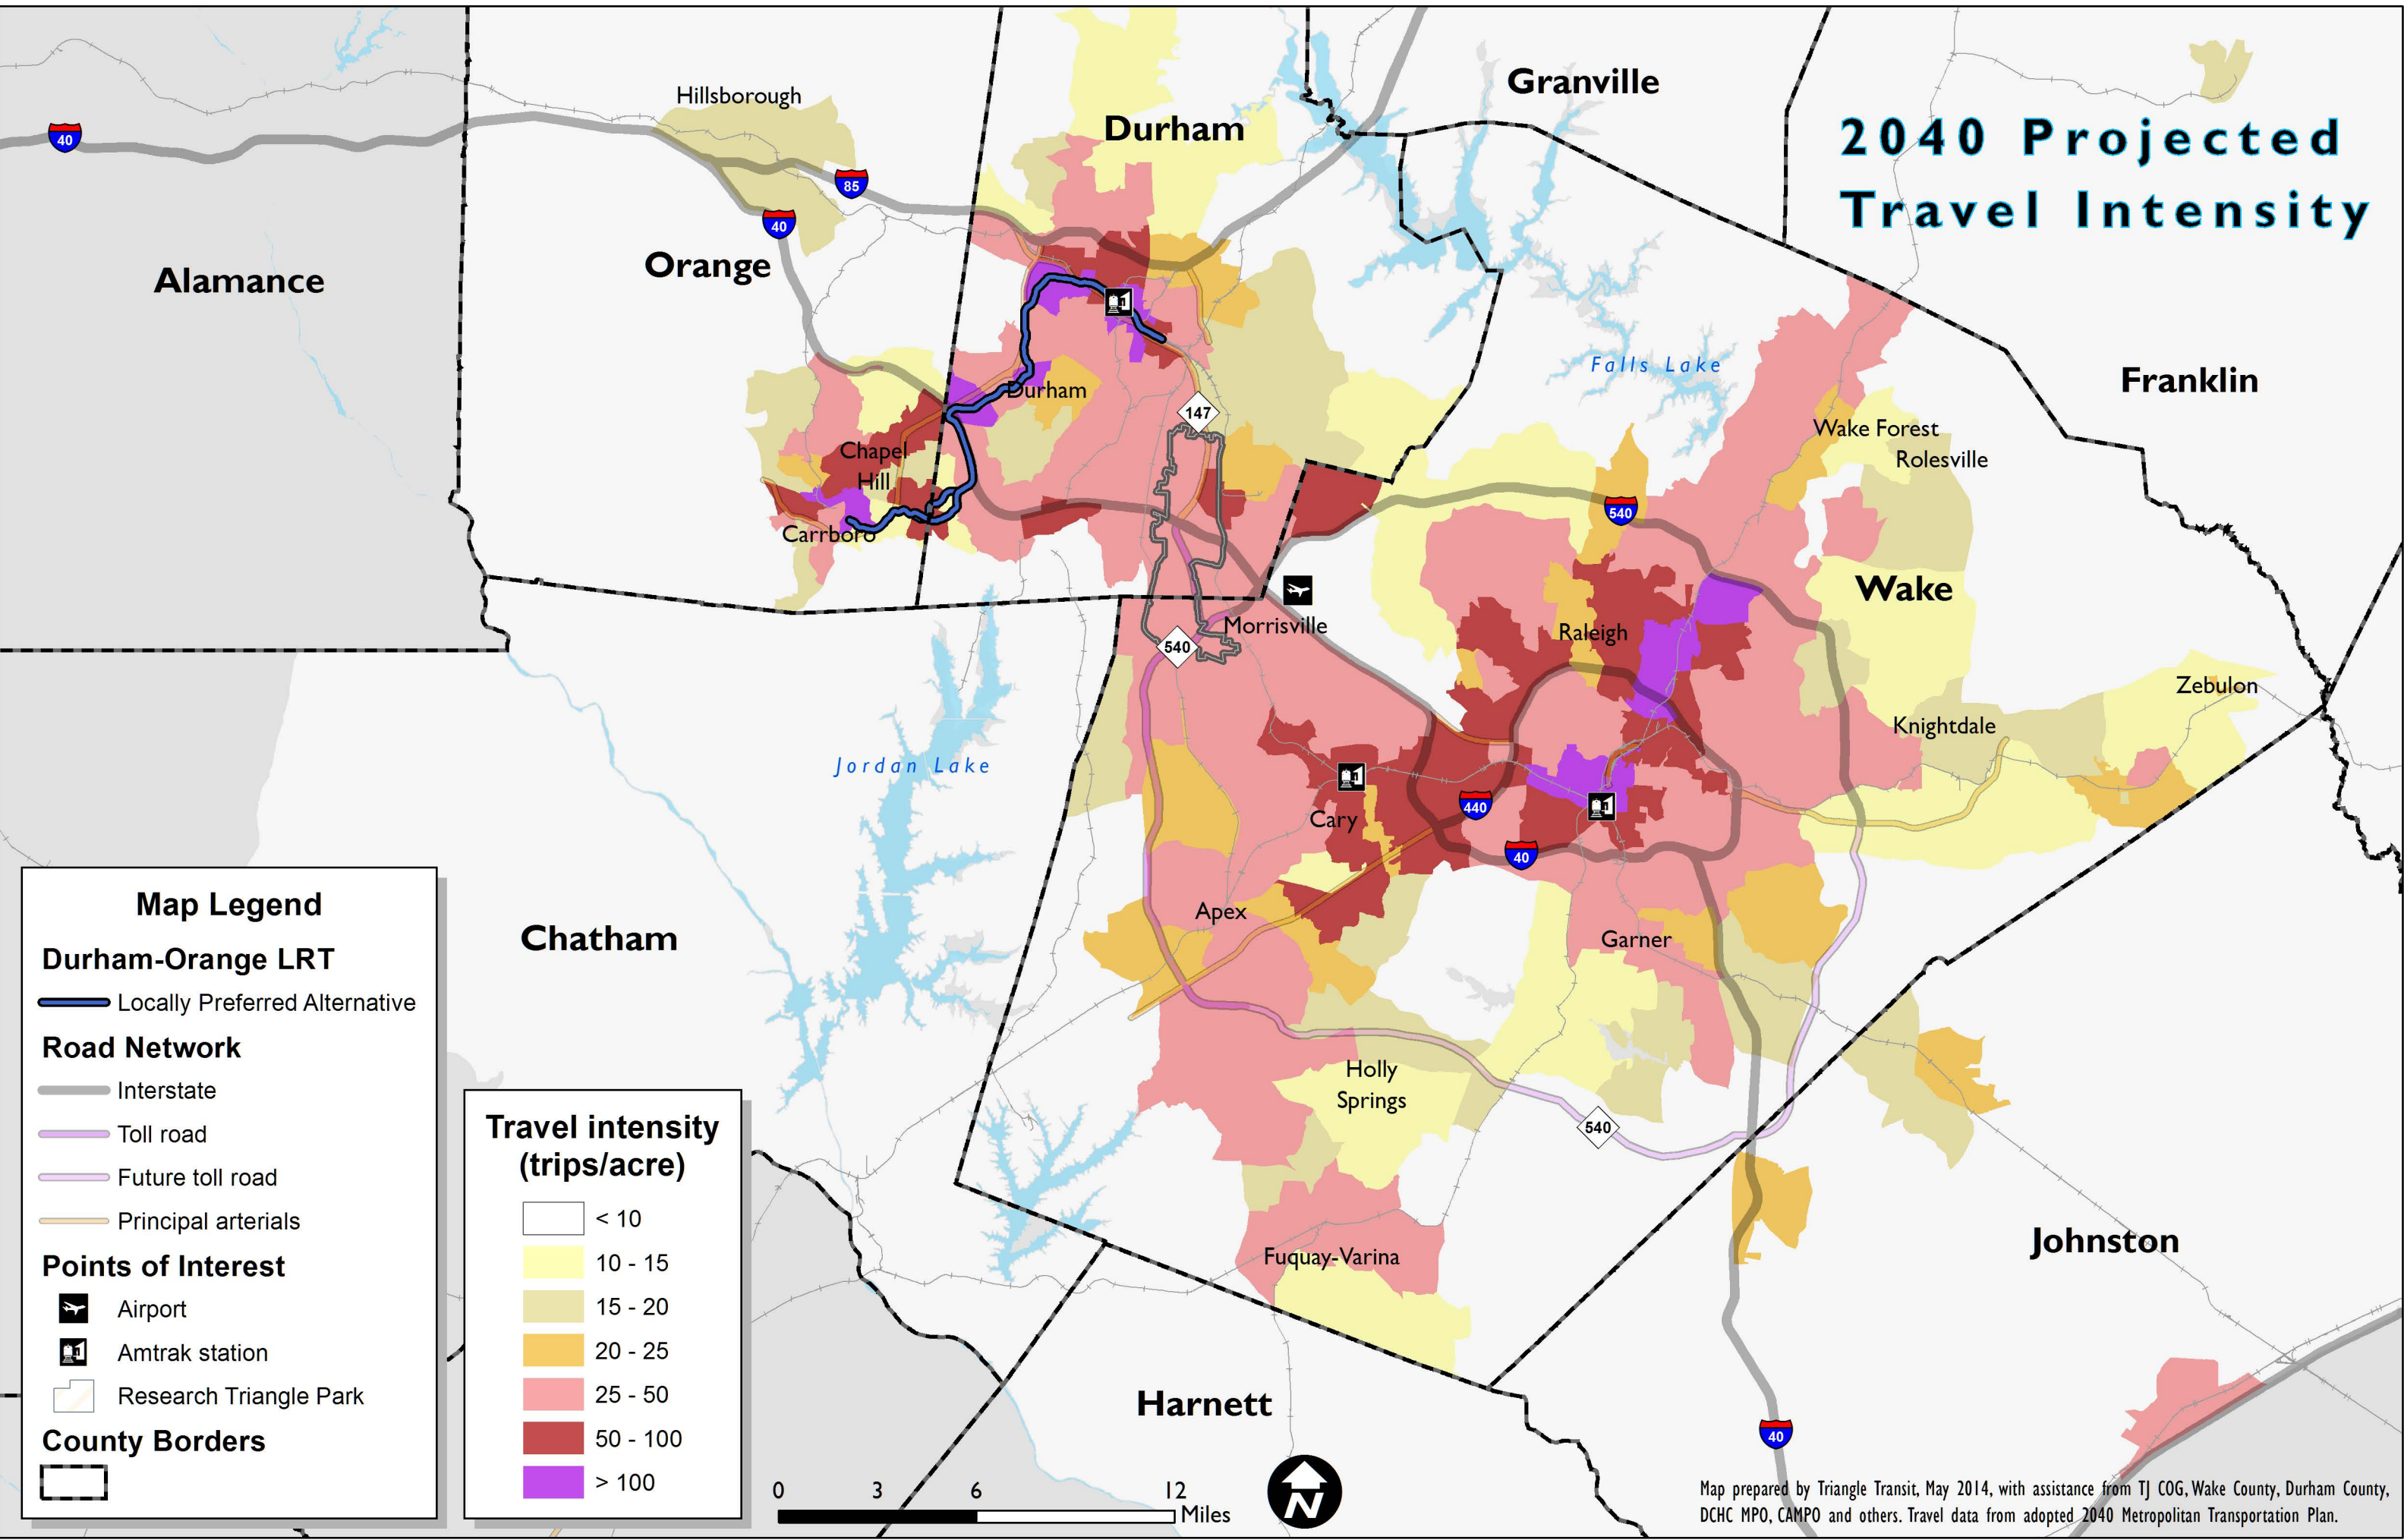 2040 Projected
Travel Intensity
Granville
Hillsborough
Durham
40
85
40
Orange
Alamance
Falls Lake
Franklin
Durham
147
Wake Forest
Rolesville
Chapel
Hill
Carrboro
540
Wake
Morrisville
Raleigh
540
Zebulon
Knightdale
Jordan Lake
440
Cary
40
Apex
Garner
Chatham
Holly
Springs
540
Johnston
Fuquay-Varina
Harnett
40
Map Legend
Durham-Orange LRT
Locally Preferred Alternative
Road Network
Interstate
Toll road
Future toll road
Principal arterials
Points of Interest
Airport
Amtrak station
Research Triangle Park
County Borders
Travel intensity
(trips/acre)
< 10
10 - 15
15 - 20
20 - 25
25 - 50
50 - 100
> 100
0 3 6 12
Miles
N
Map prepared by Triangle Transit, May 2014, with assistance from TJ COG, Wake County, Durham County,
DCHC MPO, CAMPO and others. Travel data from adopted 2040 Metropolitan Transportation Plan.